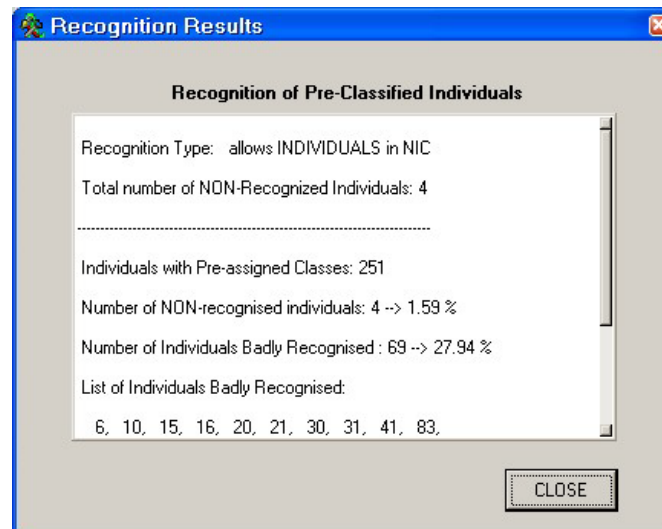 Recognition Results
Recognition of Pre-Classified Individuals
Recognition Type: allows INDIVIDUALS in NIC
Total number of NON-Recognized Individuals: 4
--------------------------------------------------------------------------------
Individuals with Pre-assigned Classes: 251
Number of NON-recognised individuals: 4 --> 1.59 %
Number of Individuals Badly Recognised : 69 --> 27.94 %
List of Individuals Badly Recognised:
6, 10, 15, 16, 20, 21, 30, 31, 41, 83,
CLOSE